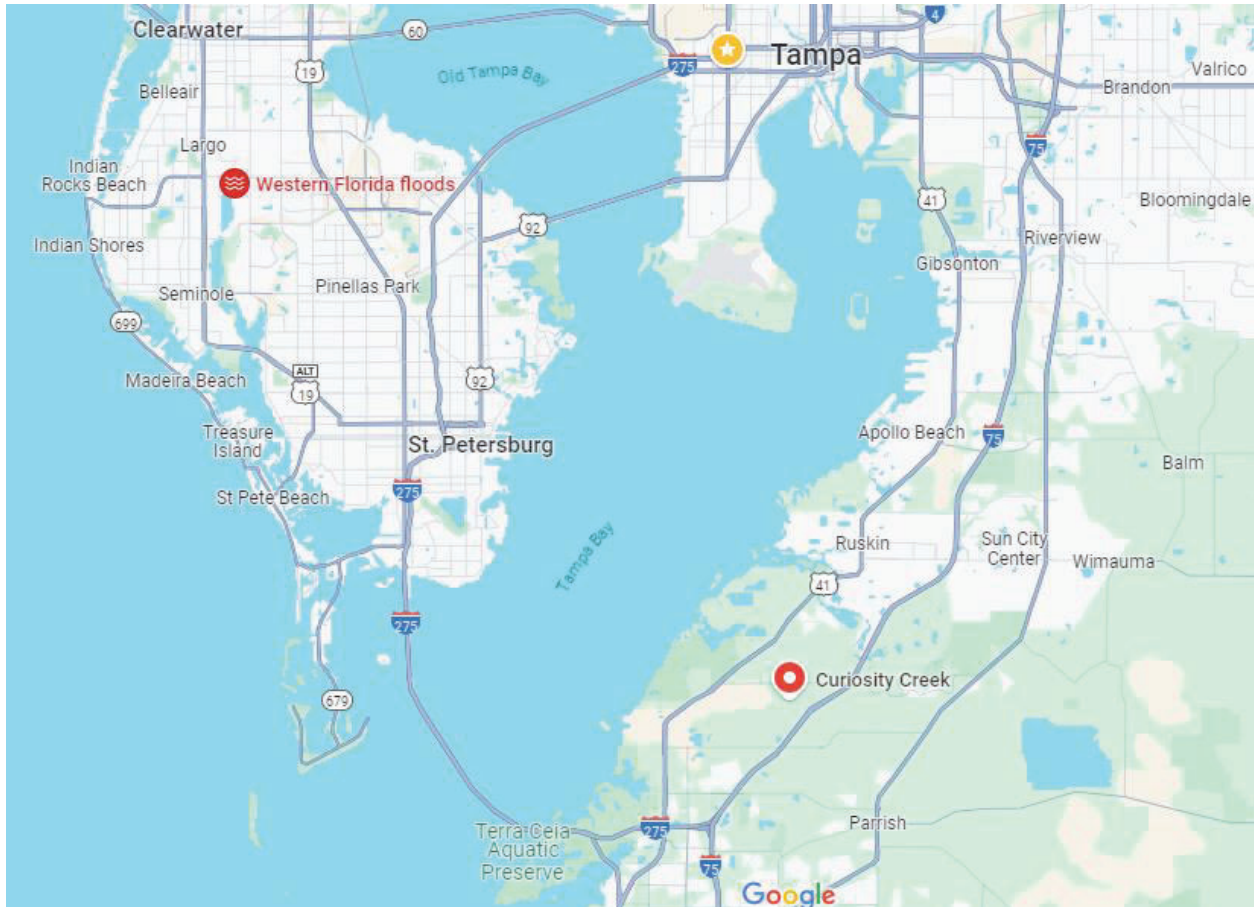 Clearwater
60
4
19
Old Tampa Bay
275
Tampa
Valrico
Belleair
Brandon
Largo
75
Indian
Rocks Beach
Western Florida floods
41
Bloomingdale
92
Indian Shores
Riverview
Gibsonton
Pinellas Park
Seminole
699
ALT
19
92
Madeira Beach
Treasure
Island
St. Petersburg
Apollo Beach
75
Balm
275
St Pete Beach
Tampa Bay
Ruskin
Sun City
Center
Wimauma
41
275
Curiosity Creek
679
Terra Ceia
Aquatic
Preserve
275
Parrish
75
Google